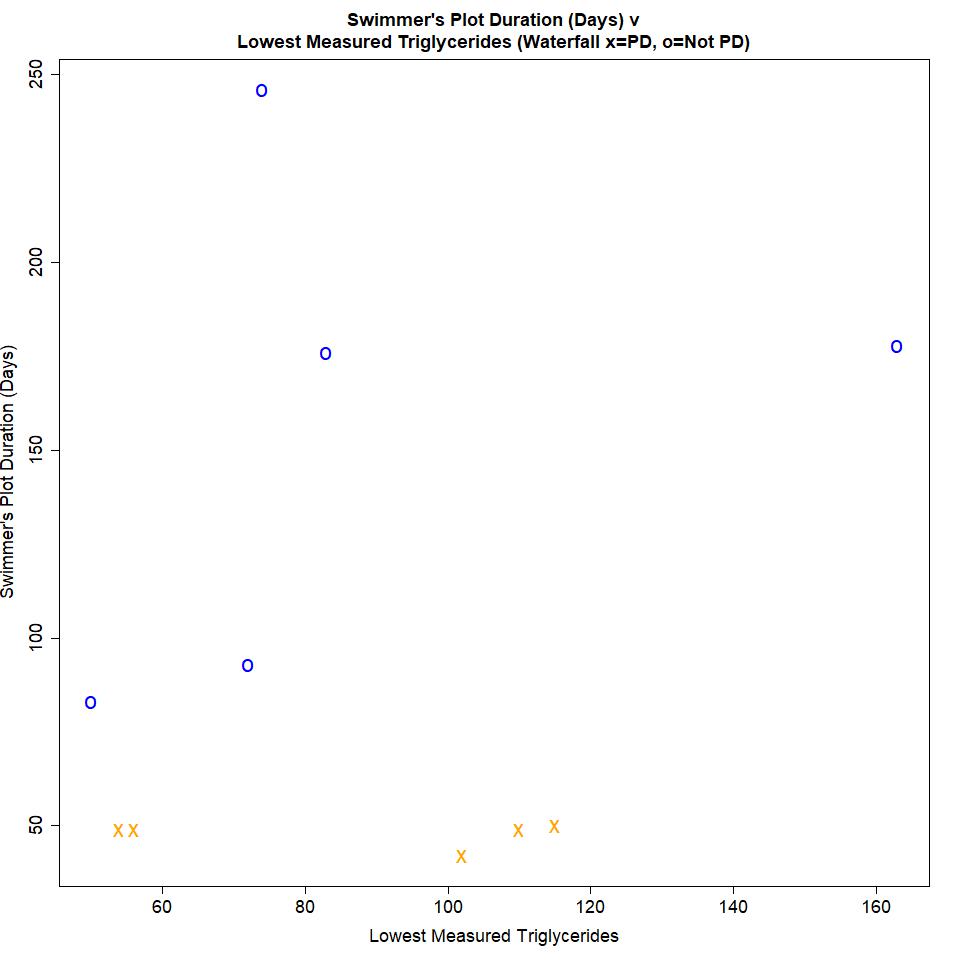 Swimmer's Plot Duration (Days) v
Lowest Measured Triglycerides (Waterfall x=PD, o=Not PD)
Swimmer's Plot Duration (Days)
250
200
150
100
50
O
O
O
O
O
X X
X
X
X
60 80 100 120 140 160
Lowest Measured Triglycerides